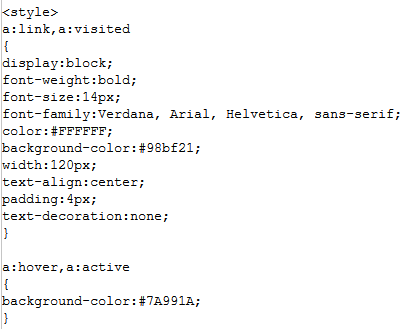 <style>
a:link,a:visited
{
display:block;
font-weight:bold;
font-size:14px;
font-family:Verdana, Arial, Helvetica, sans-serif;
color:#FFFFFF;
background-color:#98bf21;
width:120px;
text-align:center;
padding:4px;
text-decoration:none;
}

a:hover,a:active
{
background-color:#7A991A;
}